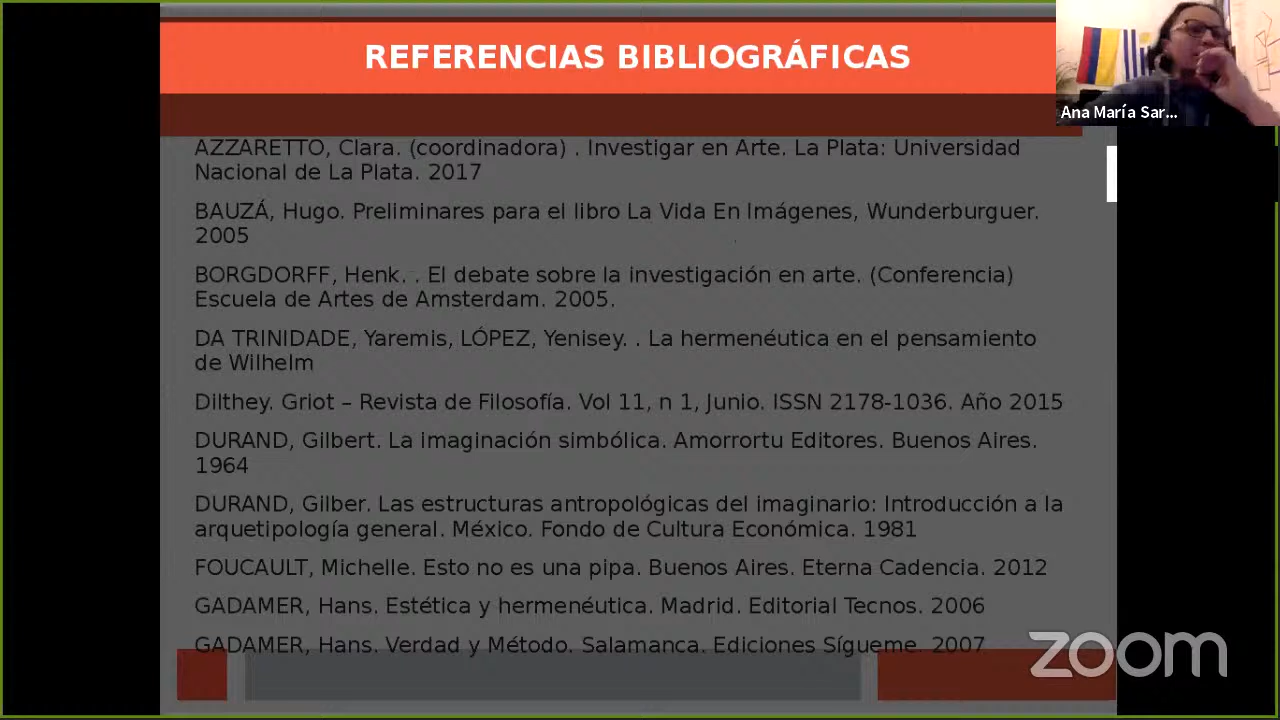 REFERENCIAS BIBLIOGRÁFICAS
Ana María Sar...
AZZARETTO, Clara. (coordinadora) . Investigar en Arte. La Plata: Universidad
Nacional de La Plata. 2017
BAUZÁ, Hugo. Preliminares para el libro La Vida En Imágenes, Wunderburguer.
2005
BORGDORFF, Henk. . El debate sobre la investigación en arte. (Conferencia)
Escuela de Artes de Amsterdam. 2005.
DA TRINIDADE, Yaremis, LÓPEZ, Yenisey. . La hermenéutica en el pensamiento
de Wilhelm
Dilthey. Griot – Revista de Filosofía. Vol 11, n 1, Junio. ISSN 2178-1036. Año 2015
DURAND, Gilbert. La imaginación simbólica. Amorrortu Editores. Buenos Aires.
1964
DURAND, Gilber. Las estructuras antropológicas del imaginario: Introducción a la
arquetipología general. México. Fondo de Cultura Económica. 1981
FOUCAULT, Michelle. Esto no es una pipa. Buenos Aires. Eterna Cadencia. 2012
GADAMER, Hans. Estética y hermenéutica. Madrid. Editorial Tecnos. 2006
GADAMER, Hans. Verdad y Método. Salamanca. Ediciones Sígueme. 2007
zoom